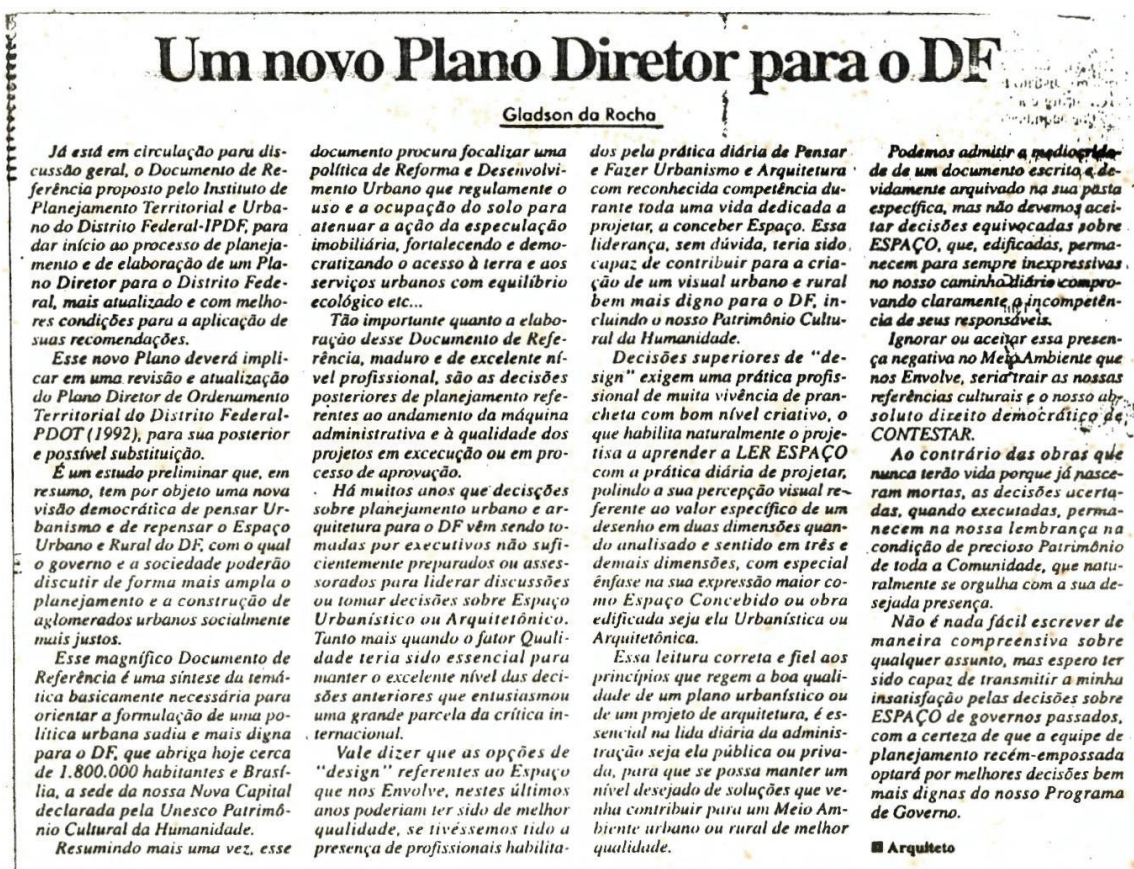 Um novo Plano Diretor para o DF
Gladson da Rocha
Já está em circulação para dis-
cussão geral, o Documento de Re-
ferência proposto pelo Instituto de
Planejamento Territorial e Urba-
no do Distrito Federal-IPDF, para
dar início ao processo de planeja-
mento e de elaboração de um Pla-
no Diretor para o Distrito Fede-
ral, mais atualizado e com melho-
res condições para a aplicação de
suas recomendações.
Esse novo Plano deverá impli-
car em uma revisão e atualização
do Plano Diretor de Ordenamento
Territorial do Distrito Federal-
PDOT (1992), para sua posterior
e possível substituição.
É um estudo preliminar que, em
resumo, tem por objeto uma nova
visão democrática de pensar Ur-
banismo e de repensar o Espaço
Urbano e Rural do DF, com o qual
o governo e a sociedade poderão
discutir de forma mais ampla o
planejamento e a construção de
aglomerados urbanos socialmente
mais justos.
Esse magnífico Documento de
Referência é uma síntese da temá-
tica basicamente necessária para
orientar a formulação de uma po-
lítica urbana sadia e mais digna
para o DF, que abriga hoje cerca
de 1.800.000 habitantes e Brasí-
lia, a sede da nossa Nova Capital
declarada pela Unesco Patrimô-
nio Cultural da Humanidade.
Resumindo mais uma vez, esse
documento procura focalizar uma
política de Reforma e Desenvolvi-
mento Urbano que regulamente o
uso e a ocupação do solo para
atenuar a ação da especulação
imobiliária, fortalecendo e demo-
cratizando o acesso à terra e aos
serviços urbanos com equilíbrio
ecológico etc...
Tão importante quanto a elabo-
ração desse Documento de Refe-
rência, maduro e de excelente ní-
vel profissional, são as decisões
posteriores de planejamento refe-
rentes ao andamento da máquina
administrativa e à qualidade dos
projetos em execução ou em pro-
cesso de aprovação.
Há muitos anos que decisções
sobre planejamento urbano e ar-
quitetura para o DF vêm sendo to-
madas por executivos não sufi-
cientemente preparados ou asses-
sorados para liderar discussões
ou tomar decisões sobre Espaço
Urbanístico ou Arquitetônico.
Tanto mais quando o fator Quali-
dade teria sido essencial para
manter o excelente nível das deci-
sões anteriores que entusiasmou
uma grande parcela da crítica in-
ternacional.
Vale dizer que as opções de
"design" referentes ao Espaço
que nos Envolve, nestes últimos
anos poderiam ter sido de melhor
qualidade, se tivéssemos tido a
presença de profissionais habilita-
dos pela prática diária de Pensar
e Fazer Urbanismo e Arquitetura
com reconhecida competência du-
rante toda uma vida dedicada a
projetar, a conceber Espaço. Essa
liderança, sem dúvida, teria sido
capaz de contribuir para a cria-
ção de um visual urbano e rural
bem mais digno para o DF, in-
cluindo o nosso Patrimônio Cultu-
ral da Humanidade.
Decisões superiores de "de-
sign" exigem uma prática profis-
sional de muita vivência de pran-
cheta com bom nível criativo, o
que habilita naturalmente o proje-
tisa a aprender a LER ESPAÇO
com a prática diária de projetar,
polindo a sua percepção visual re-
ferente ao valor específico de um
desenho em duas dimensões quan-
do analisado e sentido em três e
demais dimensões, com especial
ênfase na sua expressão maior co-
mo Espaço Concebido ou obra
edificada seja ela Urbanística ou
Arquitetônica.
Essa leitura correta e fiel aos
princípios que regem a boa quali-
dade de um plano urbanístico ou
de um projeto de arquitetura, é es-
sencial na lida diária da adminis-
tração seja ela pública ou priva-
da, para que se possa manter um
nível desejado de soluções que ve-
nha contribuir para um Meio Am-
biente urbano ou rural de melhor
qualidade.
Podemos admitir a mediocrida-
de de um documento escrito e de-
vidamente arquivado na sua pasta
específica, mas não devemos acei-
tar decisões equivocadas sobre
ESPAÇO, que, edificadas, perma-
necem para sempre inexpressivas
no nosso caminho diário compro-
vando claramente a incompetên-
cia de seus responsáveis.
Ignorar ou aceitar essa presen-
ça negativa no Meio Ambiente que
nos Envolve, seria trair as nossas
referências culturais e o nosso ab-
soluto direito democrático de
CONTESTAR.
Ao contrário das obras que
nunca terão vida porque já nasce-
ram mortas, as decisões acerta-
das, quando executadas, perma-
necem na nossa lembrança na
condição de precioso Patrimônio
de toda a Comunidade, que natu-
ralmente se orgulha com a sua de-
sejada presença.
Não é nada fácil escrever de
maneira compreensiva sobre
qualquer assunto, mas espero ter
sido capaz de transmitir a minha
insatisfação pelas decisões sobre
ESPAÇO de governos passados,
com a certeza de que a equipe de
planejamento recém-empossada
optará por melhores decisões bem
mais dignas do nosso Programa
de Governo.
Arquiteto